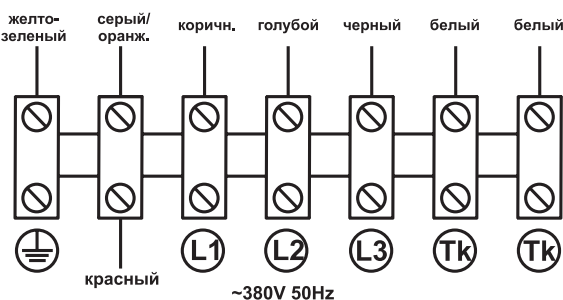 желто-
зеленый
серый/
оранж.
коричн.
голубой
черный
белый
белый
L1
L2
L3
Tk
Tk
красный
~380V 50Hz